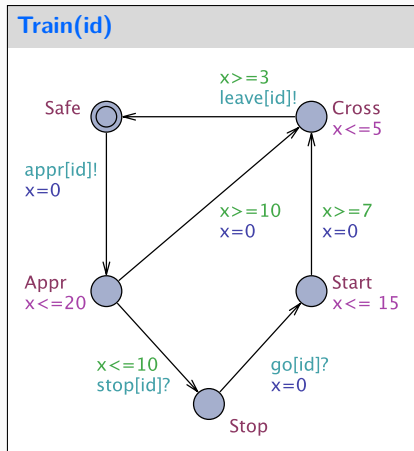 Train(id)
x>=3
leave[id]!
Safe
Cross
x<=5
appr[id]!
x=0
x>=10
x=0
x>=7
x=0
Appr
x<=20
Start
x<= 15
x<=10
stop[id]?
go[id]?
x=0
Stop